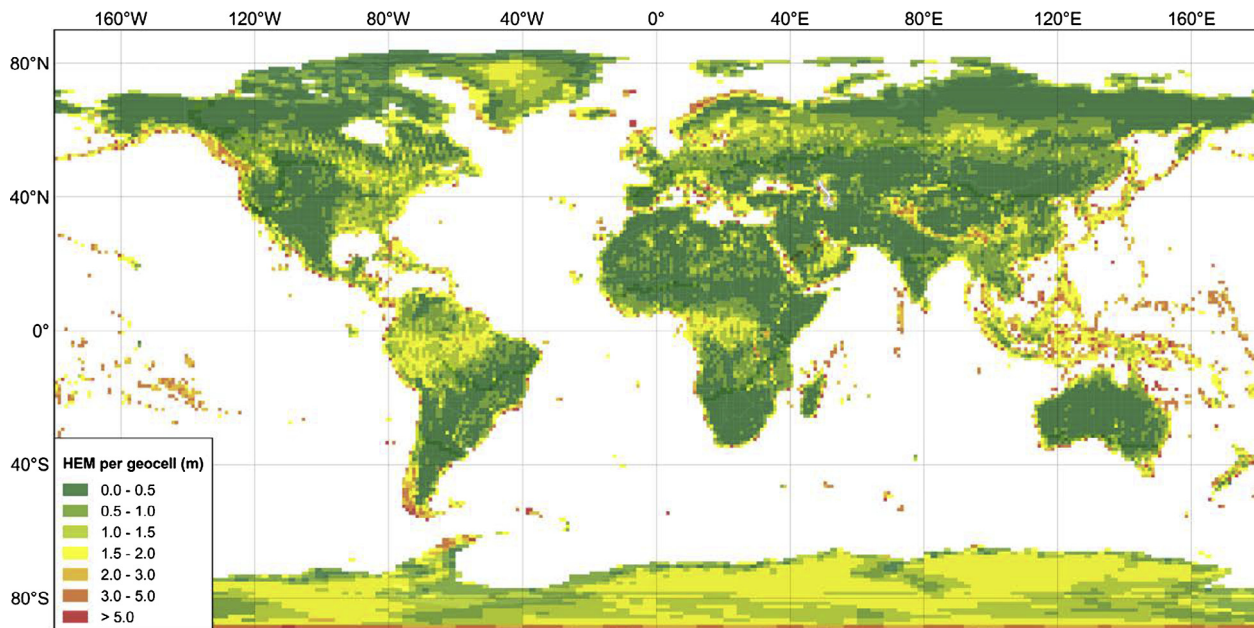 160°W 120°W 80°W 40°W 0° 40°E 80°E 120°E 160°E
80°N
40°N
0°
40°S
80°S
HEM per geocell (m)
0.0 - 0.5
0.5 - 1.0
1.0 - 1.5
1.5 - 2.0
2.0 - 3.0
3.0 - 5.0
> 5.0